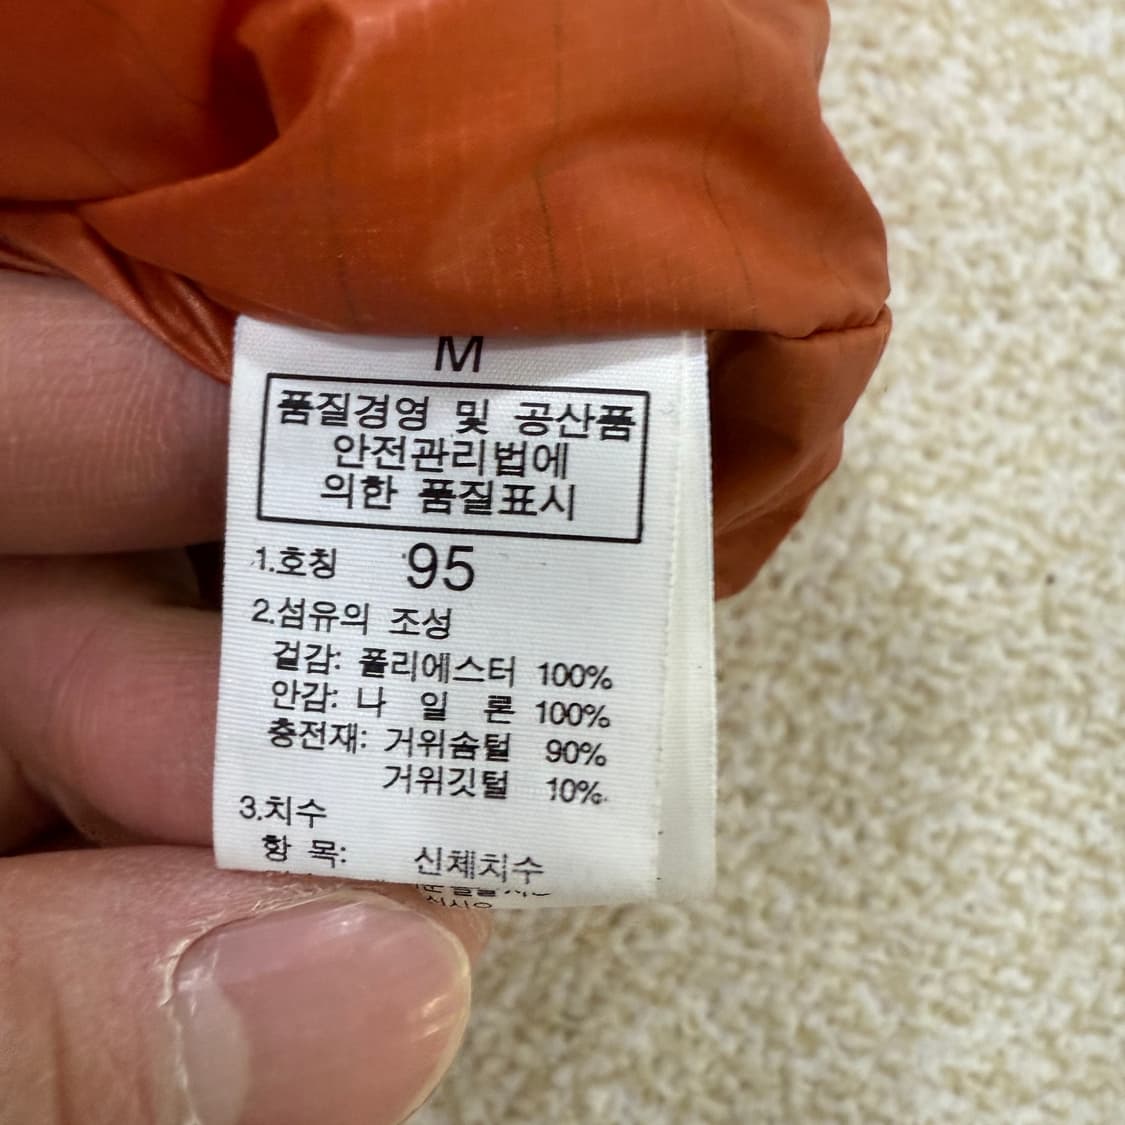 M
품질경영 및 공산품
안전관리법에
의한 품질표시
1.호칭 95
2.섬유의 조성
겉감: 폴리에스터 100%
안감: 나 일 론 100%
충전재: 거위솜털 90%
거위깃털 10%
3.치수
항 목: 신체치수